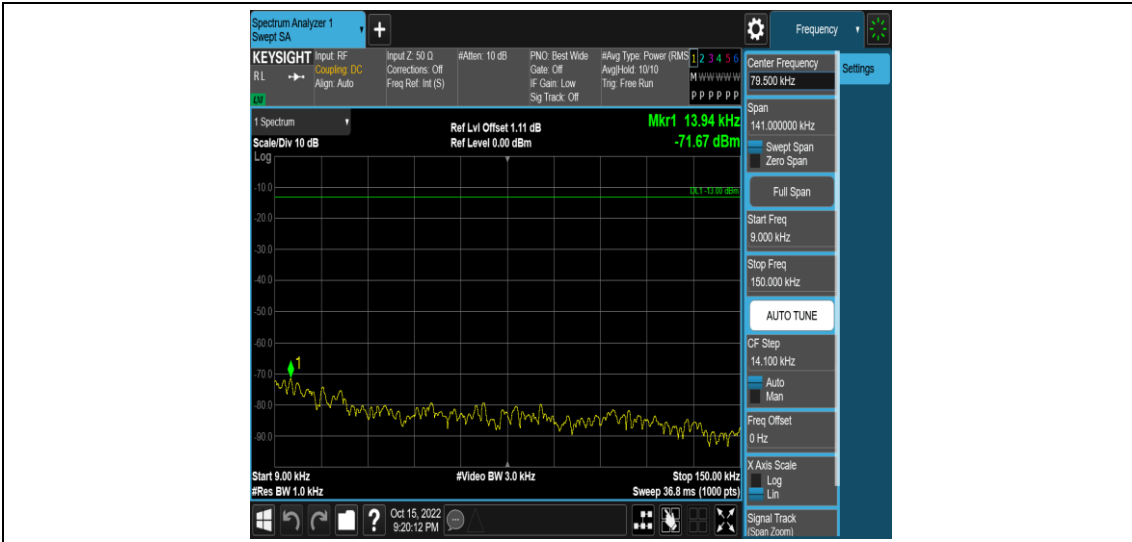 Spectrum Analyzer 1
Swept SA
+
Frequency
KEYSIGHT
RL
LXI
Input: RF
Coupling: DC
Align: Auto
Input Z: 50 Ω
Corrections: Off
Freq Ref: Int (S)
#Atten: 10 dB
PNO: Best Wide
Gate: Off
IF Gain: Low
Sig Track: Off
#Avg Type: Power (RMS
Avg|Hold: 10/10
Trig: Free Run
1 2 3 4 5 6
M W W W W W
P P P P P P
1 Spectrum
Scale/Div 10 dB
Ref Lvl Offset 1.11 dB
Ref Level 0.00 dBm
Mkr1 13.94 kHz
-71.67 dBm
Log
DL1 -13.00 dBm
-10.0
-20.0
-30.0
-40.0
-50.0
-60.0
-70.0
-80.0
-90.0
1
Start 9.00 kHz
#Res BW 1.0 kHz
#Video BW 3.0 kHz
Stop 150.00 kHz
Sweep 36.8 ms (1000 pts)
Oct 15, 2022
9:20:12 PM
?
Settings
Center Frequency
79.500 kHz
Span
141.000000 kHz
Swept Span
Zero Span
Full Span
Start Freq
9.000 kHz
Stop Freq
150.000 kHz
AUTO TUNE
CF Step
14.100 kHz
Auto
Man
Freq Offset
0 Hz
X Axis Scale
Log
Lin
Signal Track
(Span Zoom)